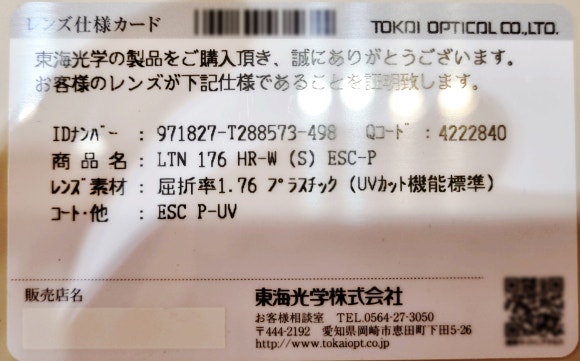 レンズ仕様カード
TOKAI OPTICAL CO.,LTD.
東海光学の製品をご購入頂き、誠にありがとうございます。
お客様のレンズが下記仕様であることを証明致します。
IDナンバー : 971827-T288573-498 Qコード : 4222840
商品名 : LTN 176 HR-W (S) ESC-P
レンズ素材 : 屈折率1.76 プラスチック (UVカット機能標準)
コート・他 : ESC P-UV
販売店名
東海光学株式会社
お客様相談室 TEL.0564-27-3050
〒444-2192 愛知県岡崎市恵田町下田5-26
http://www.tokaiopt.co.jp